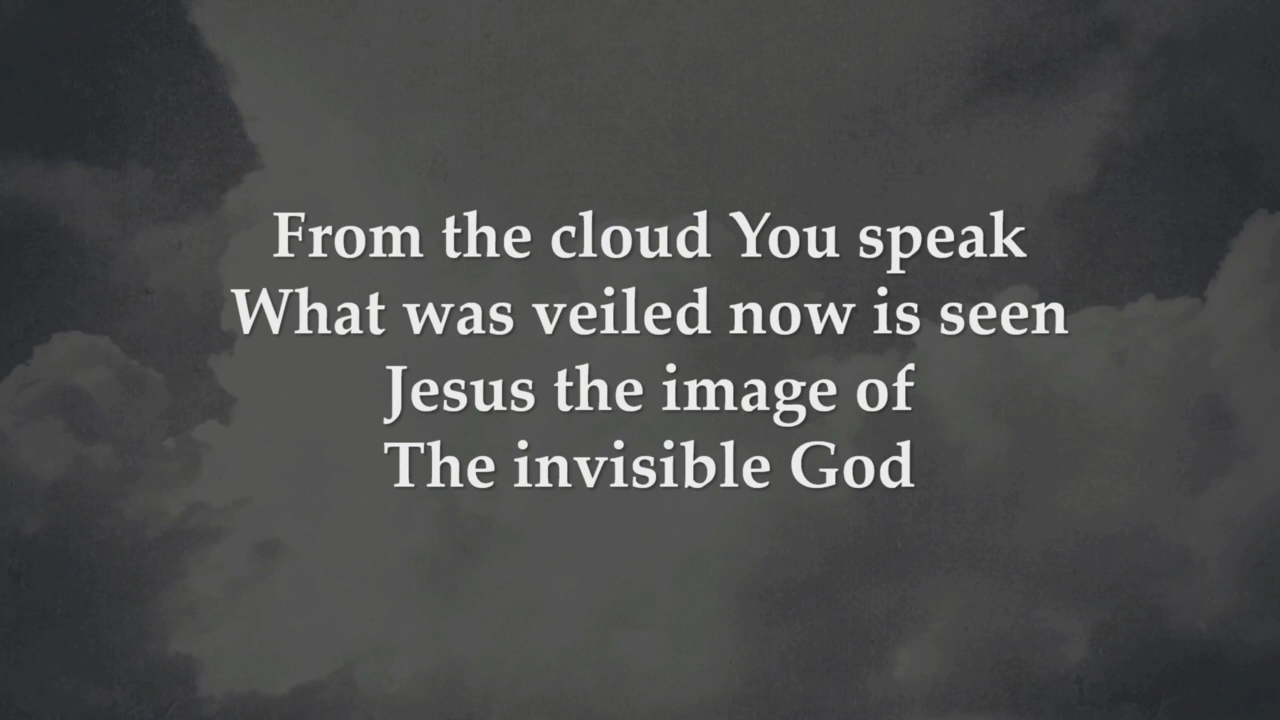 From the cloud You speak
What was veiled now is seen
Jesus the image of
The invisible God